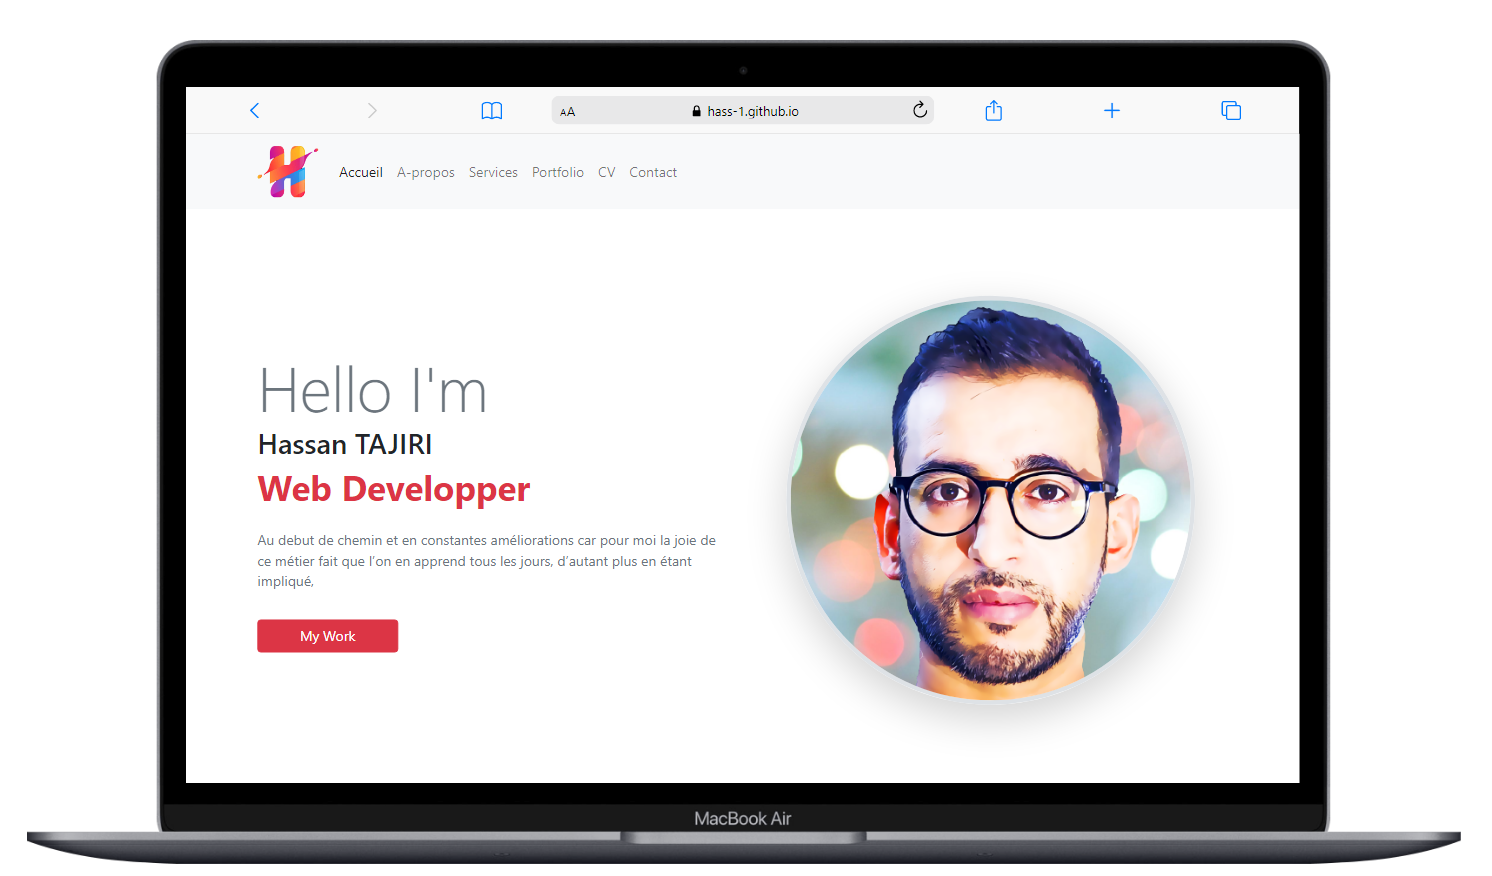 AA
hass-1.github.io
Accueil A-propos Services Portfolio CV Contact
Hello I'm
Hassan TAJIRI
Web Developper
Au debut de chemin et en constantes améliorations car pour moi la joie de
ce métier fait que l'on en apprend tous les jours, d'autant plus en étant
impliqué,
My Work
MacBook Air